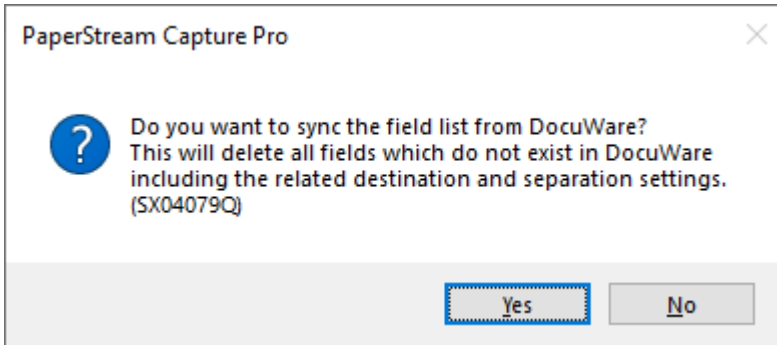 PaperStream Capture Pro
Do you want to sync the field list from DocuWare?
This will delete all fields which do not exist in DocuWare
including the related destination and separation settings.
(SX04079Q)
Yes
No